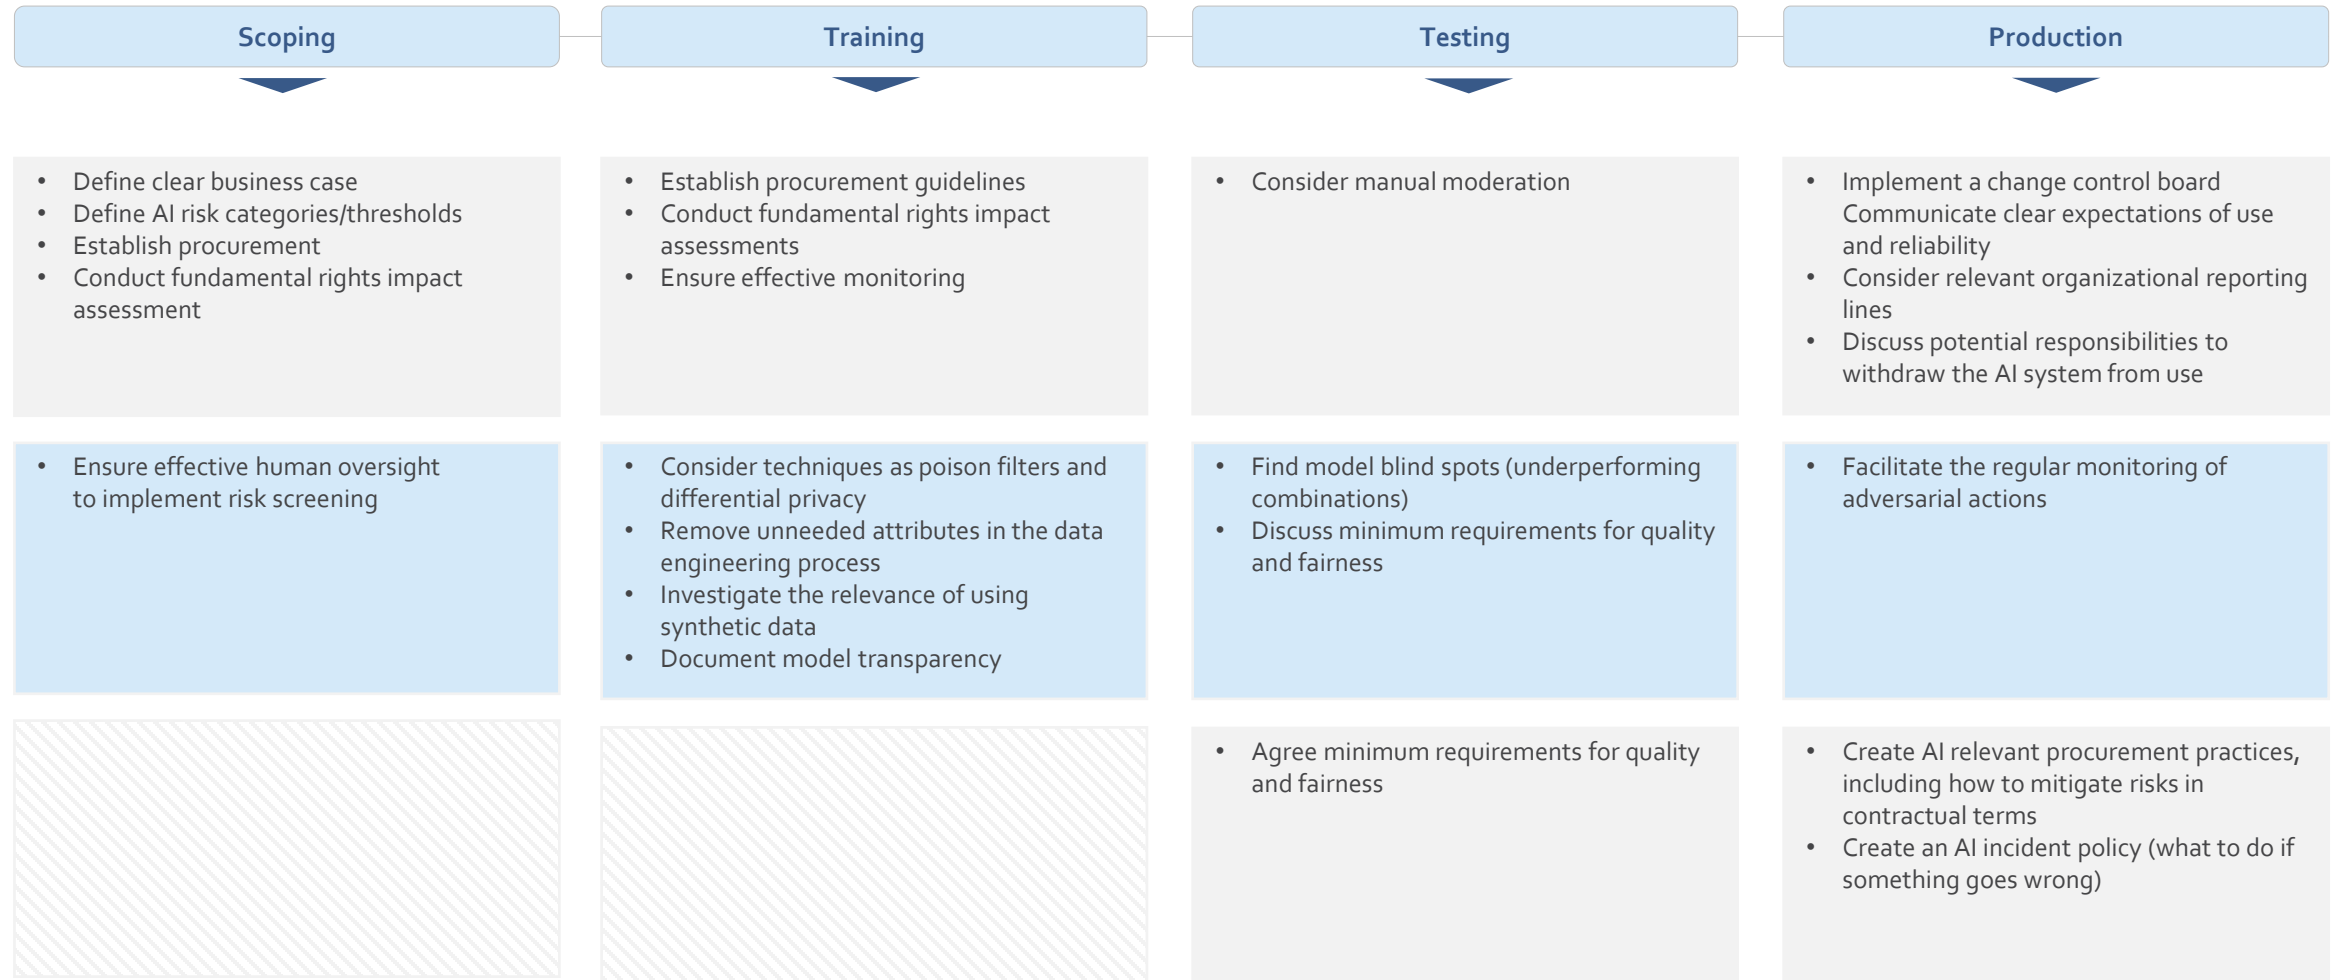 Scoping
Training
Testing
Production
• Define clear business case
• Define AI risk categories/thresholds
• Establish procurement
• Conduct fundamental rights impact
assessment
• Establish procurement guidelines
• Conduct fundamental rights impact
assessments
• Ensure effective monitoring
• Consider manual moderation
• Implement a change control board
Communicate clear expectations of use
and reliability
• Consider relevant organizational reporting
lines
• Discuss potential responsibilities to
withdraw the AI system from use
• Ensure effective human oversight
to implement risk screening
• Consider techniques as poison filters and
differential privacy
• Remove unneeded attributes in the data
engineering process
• Investigate the relevance of using
synthetic data
• Document model transparency
• Find model blind spots (underperforming
combinations)
• Discuss minimum requirements for quality
and fairness
• Facilitate the regular monitoring of
adversarial actions
• Agree minimum requirements for quality
and fairness
• Create AI relevant procurement practices,
including how to mitigate risks in
contractual terms
• Create an AI incident policy (what to do if
something goes wrong)